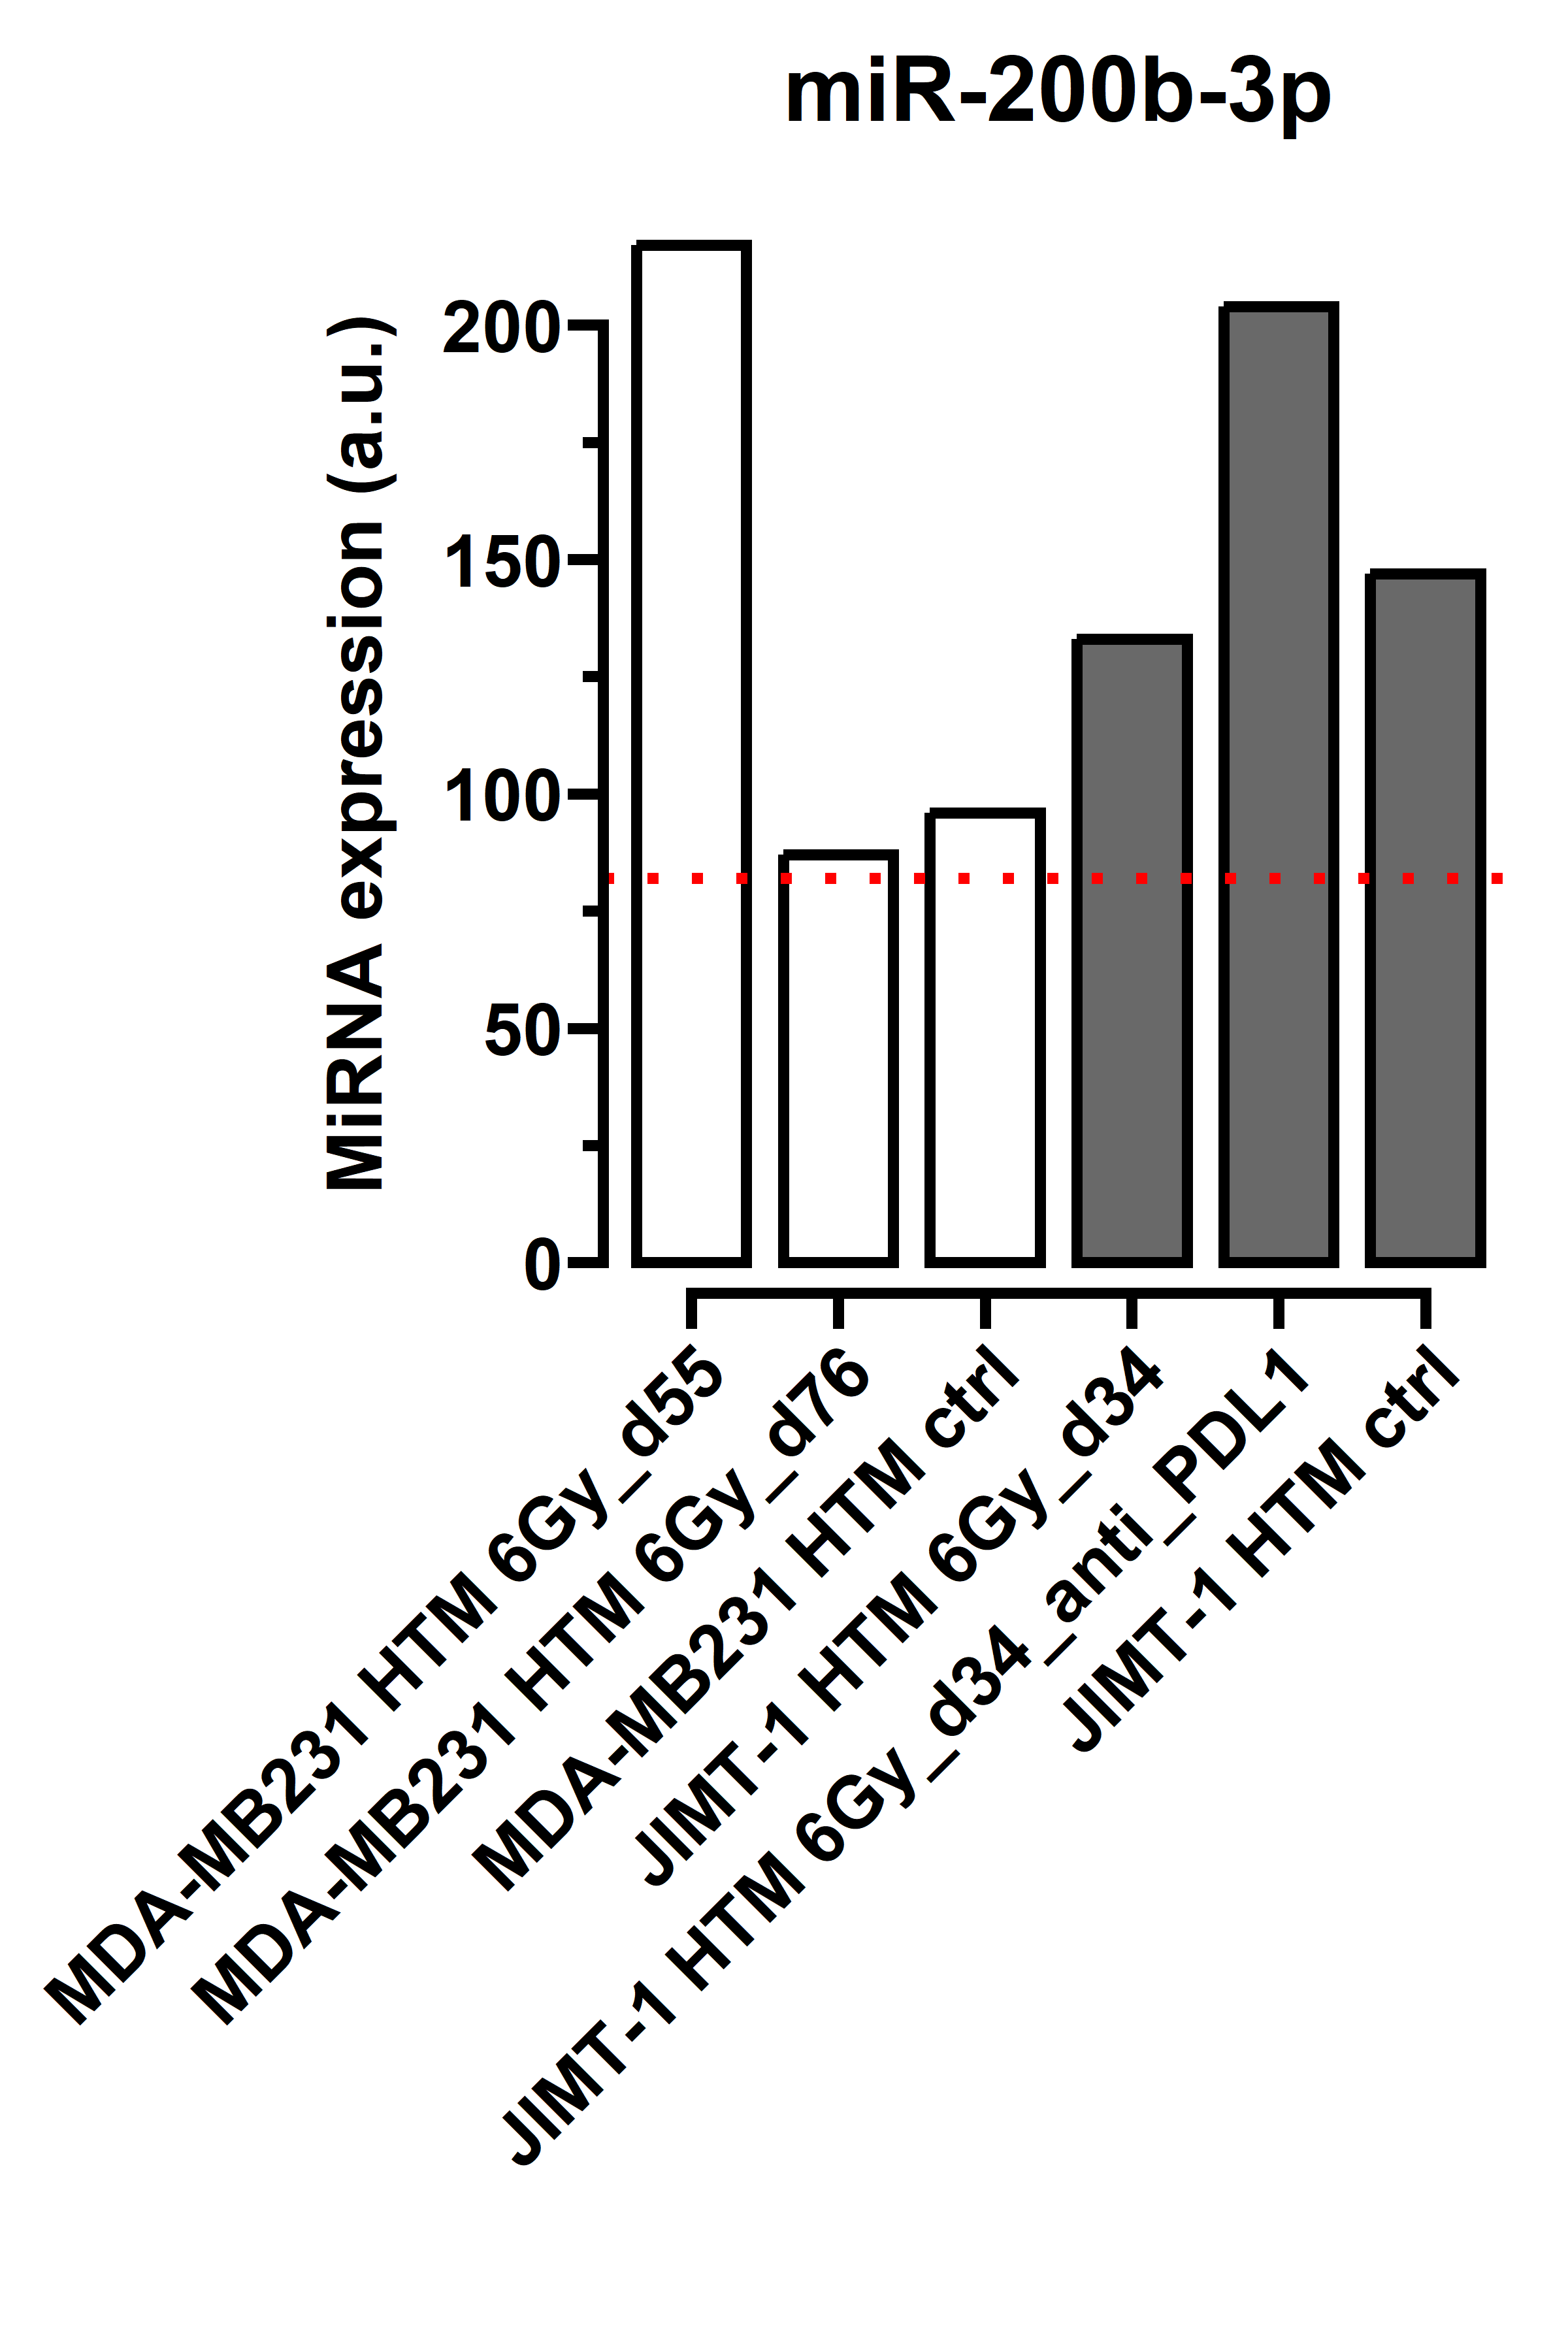 miR-200b-3p
MiRNA expression (a.u.)
200
150
100
50
0
MDA-MB231 HTM 6Gy_d55
MDA-MB231 HTM 6Gy_d76
MDA-MB231 HTM ctrl
JIMT-1 HTM 6Gy_d34
JIMT-1 HTM 6Gy_d34_anti_PDL1
JIMT-1 HTM ctrl